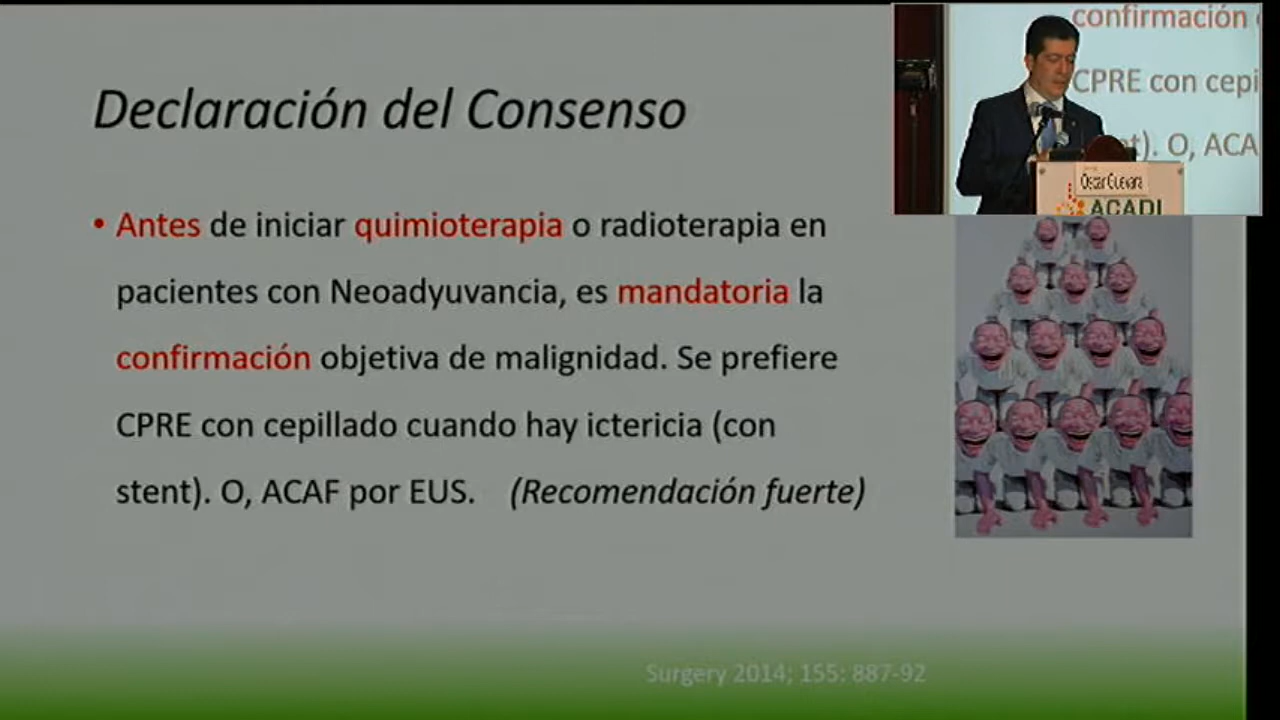 Declaración del Consenso
• Antes de iniciar quimioterapia o radioterapia en
pacientes con Neoadyuvancia, es mandatoria la
confirmación objetiva de malignidad. Se prefiere
CPRE con cepillado cuando hay ictericia (con
stent). O, ACAF por EUS. (Recomendación fuerte)
Surgery 2014; 155: 887-92
confirmación
CPRE con cepi
t). O, ACA
Oscar Guevara
ACADI